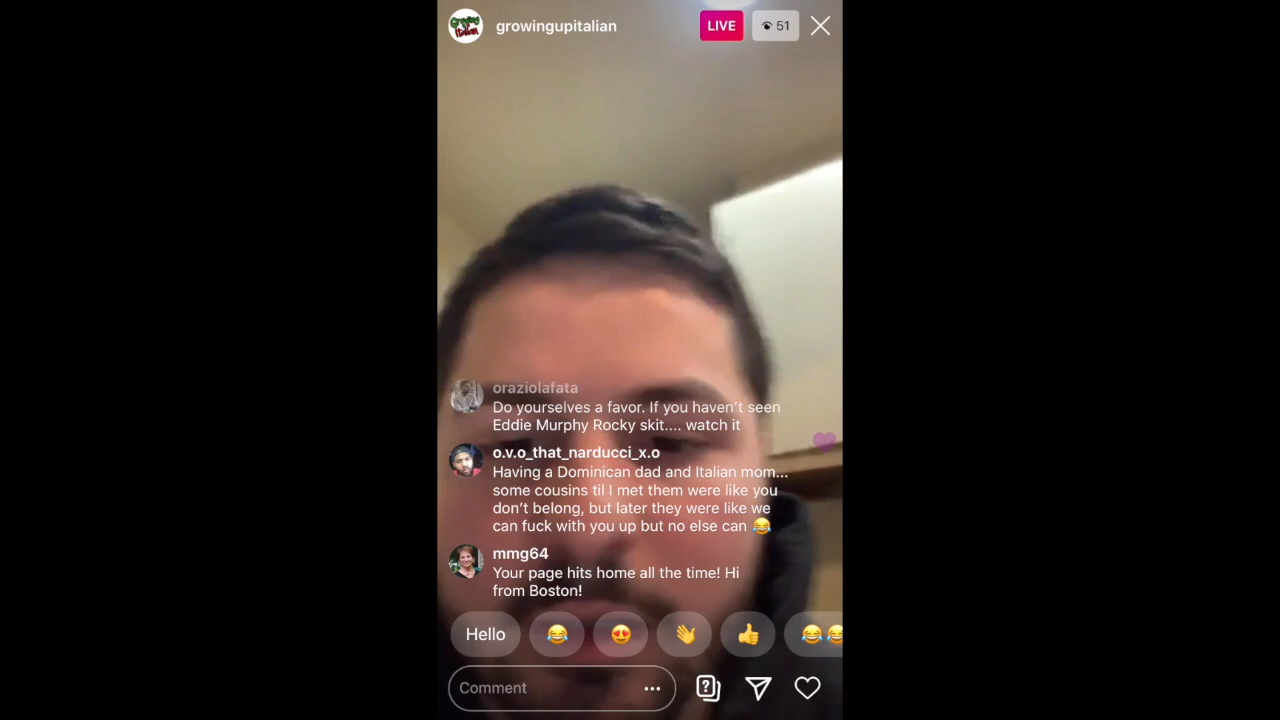 Growing Up Italian
growingupitalian
LIVE
51
oraziolafata
Do yourselves a favor. If you haven't seen
Eddie Murphy Rocky skit.... watch it
o.v.o_that_narducci_x.o
Having a Dominican dad and Italian mom...
some cousins til I met them were like you
don't belong, but later they were like we
can fuck with you up but no else can 😂
mmg64
Your page hits home all the time! Hi
from Boston!
Hello
Comment